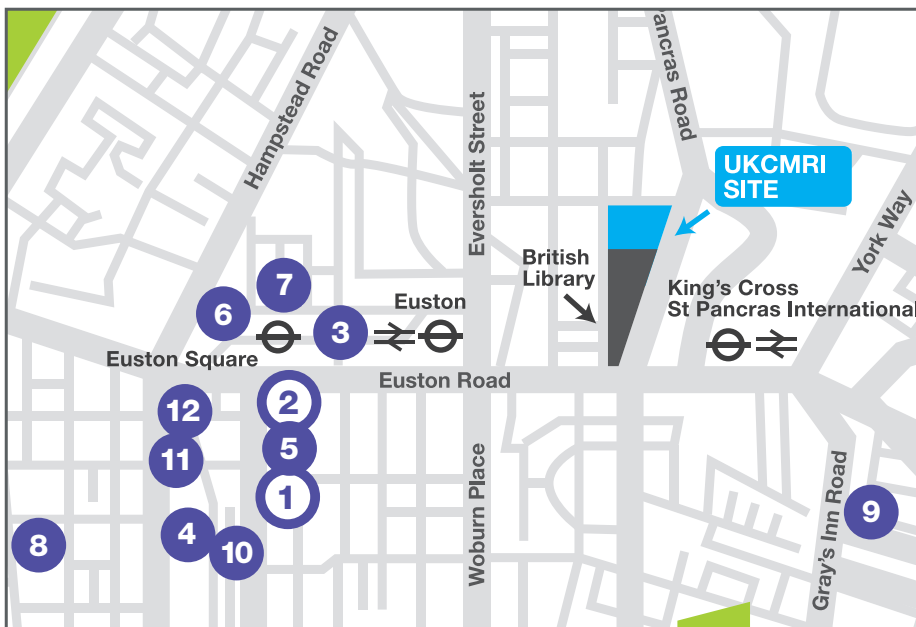 Hampstead Road
Eversholt Street
Pancras Road
UKCMRI
SITE
York Way
British
Library
King's Cross
St Pancras International
7
6
3
Euston
Euston Square
Euston Road
2
12
5
11
1
Woburn Place
Gray's Inn Road
9
4
10
8